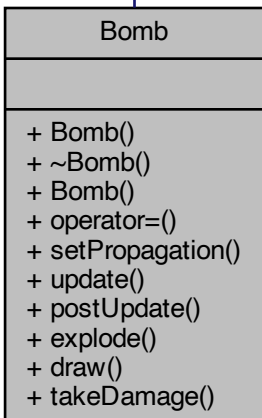 Bomb
+ Bomb()
+ ~Bomb()
+ Bomb()
+ operator=()
+ setPropagation()
+ update()
+ postUpdate()
+ explode()
+ draw()
+ takeDamage()